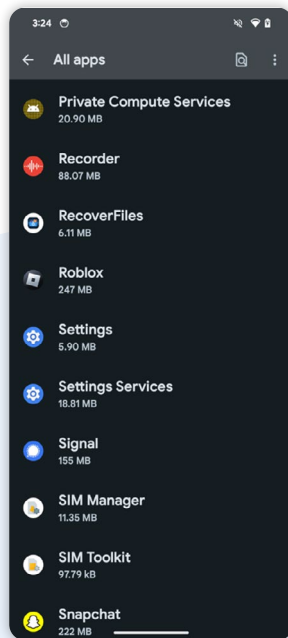 3:24
All apps
Private Compute Services
20.90 MB
Recorder
88.07 MB
RecoverFiles
6.11 MB
Roblox
247 MB
Settings
5.90 MB
Settings Services
18.81 MB
Signal
155 MB
SIM Manager
11.35 MB
SIM Toolkit
97.79 kB
Snapchat
222 MB